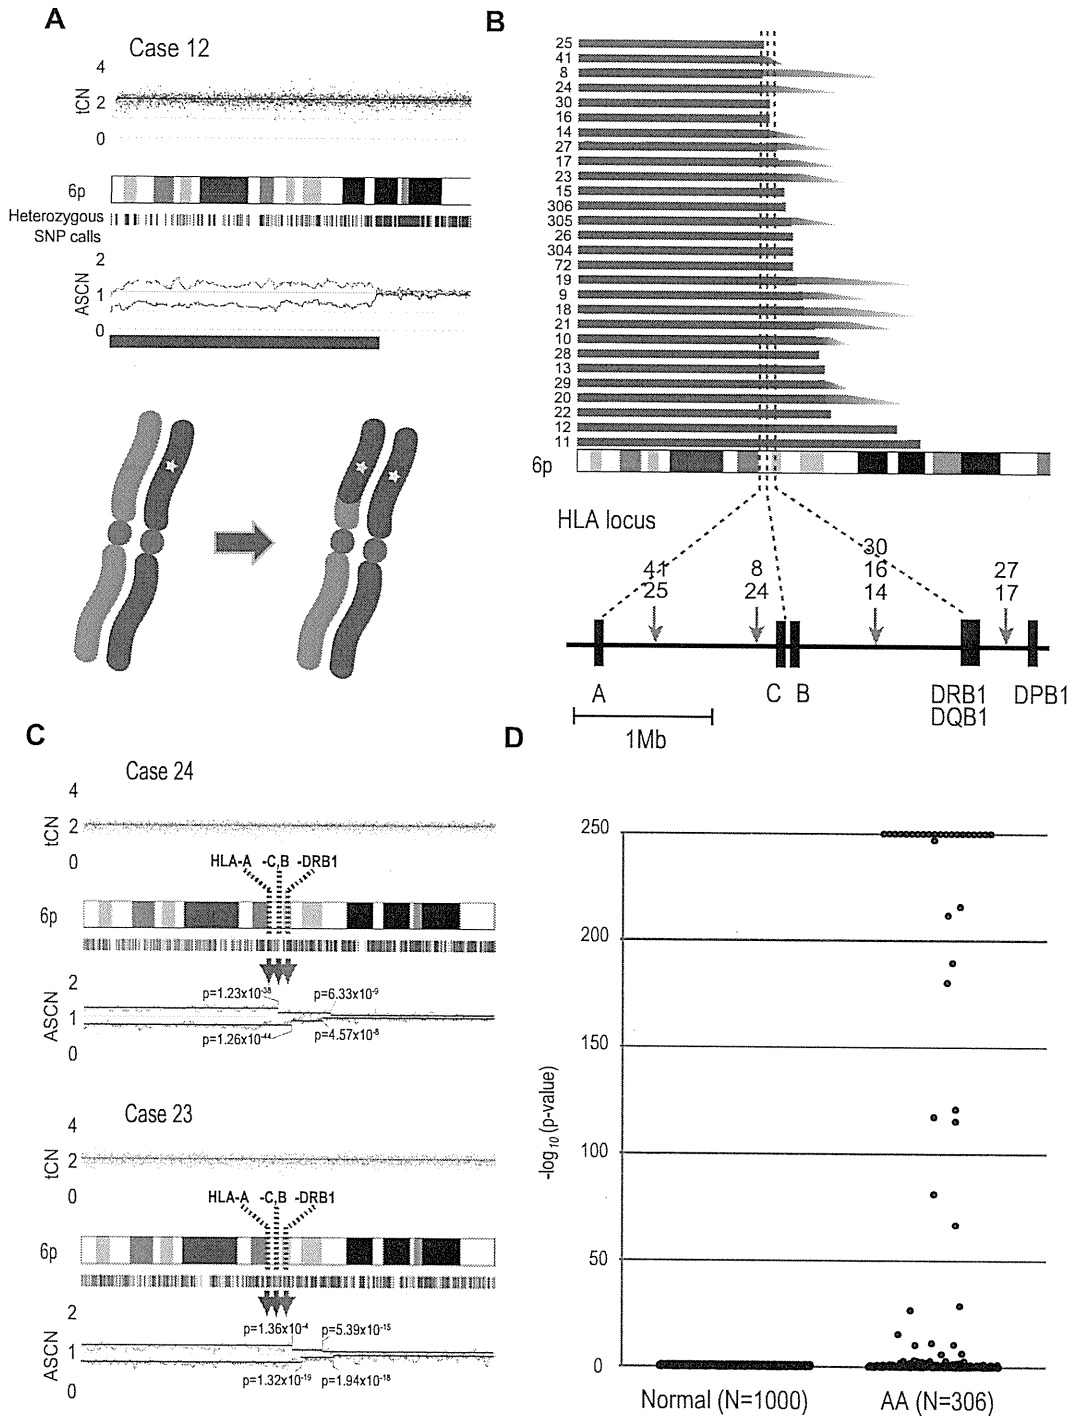 A
Case 12
4
2
0
tCN
6p
Heterozygous
SNP calls
2
1
0
ASCN
B
25
41
8
24
30
16
14
27
17
23
15
306
305
26
304
72
19
9
18
21
10
28
13
29
20
22
12
11
6p
HLA locus
41
25
8
24
30
16
14
27
17
A
C
B
DRB1
DQB1
DPB1
1Mb
C
Case 24
4
2
0
tCN
HLA-A -C,B -DRB1
6p
2
1
0
ASCN
p=1.23x10-38
p=6.33x10-9
p=1.26x10-44
p=4.57x10-8
Case 23
4
2
0
tCN
HLA-A -C,B -DRB1
6p
2
1
0
ASCN
p=1.36x10-4
p=5.39x10-15
p=1.32x10-19
p=1.94x10-18
D
250
200
150
100
50
0
-log10 (p-value)
Normal (N=1000)
AA (N=306)